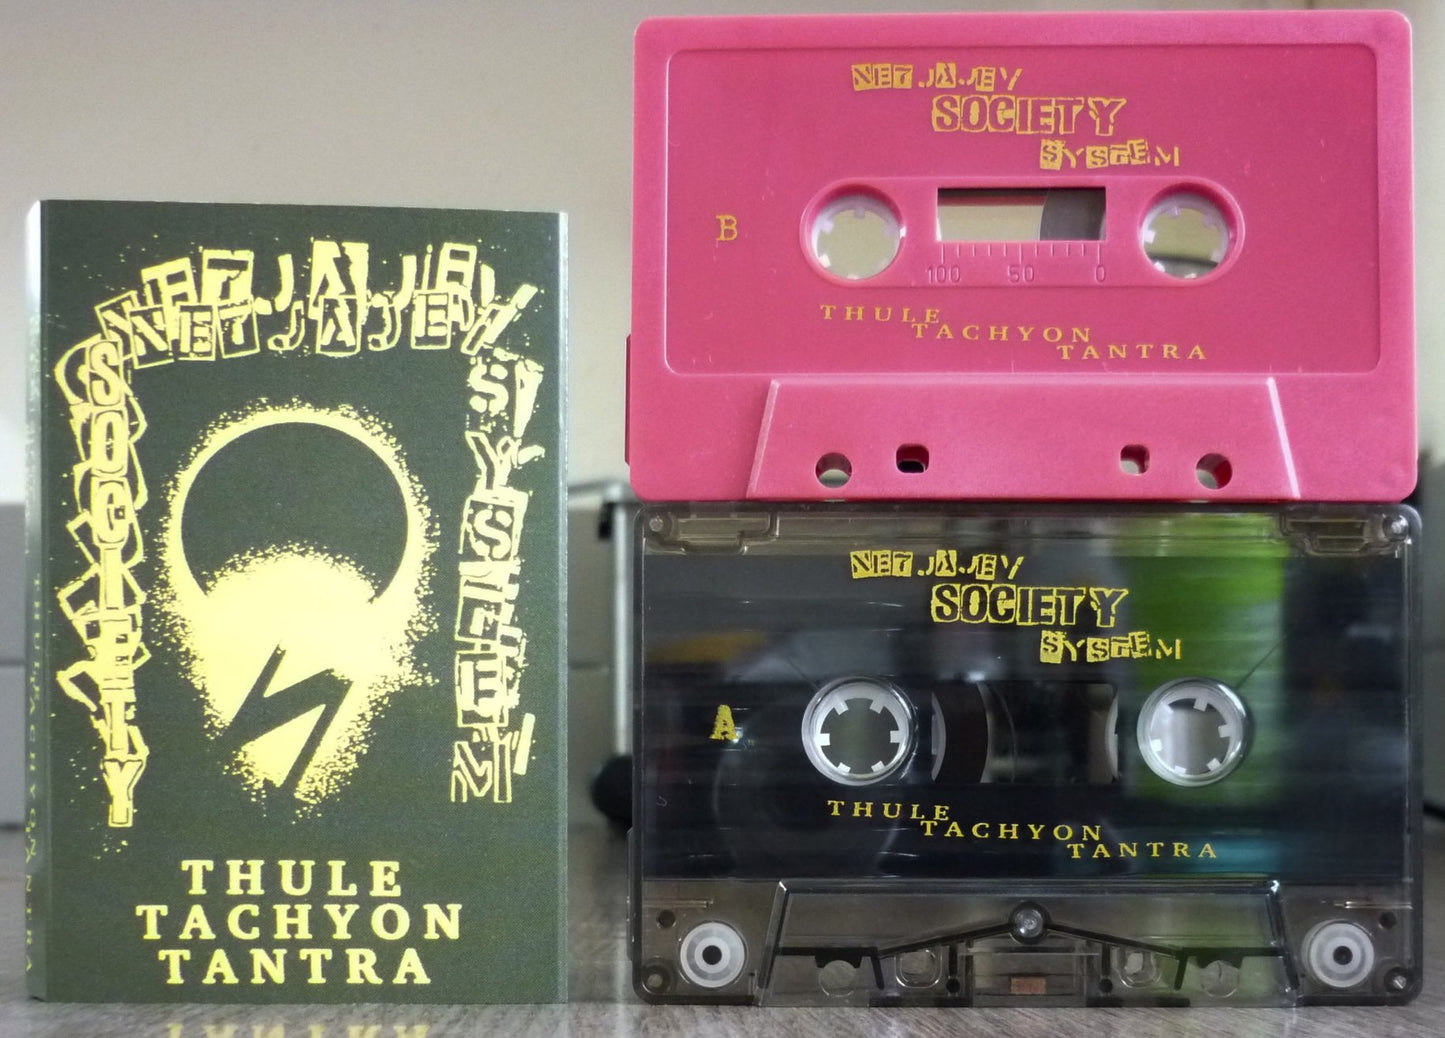 NETJAJEV
SOCIETY
SYSTEM
THULE
TACHYON
TANTRA
NETJAJEV
SOCIETY
SYSTEM
B
100 50 0
THULE
TACHYON
TANTRA
NETJAJEV
SOCIETY
SYSTEM
A
THULE
TACHYON
TANTRA